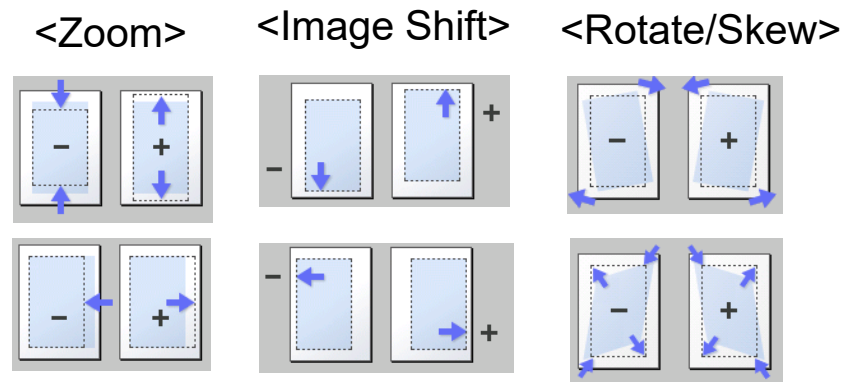 <Zoom> <Image Shift> <Rotate/Skew>
− + − + − +
− + − + − +